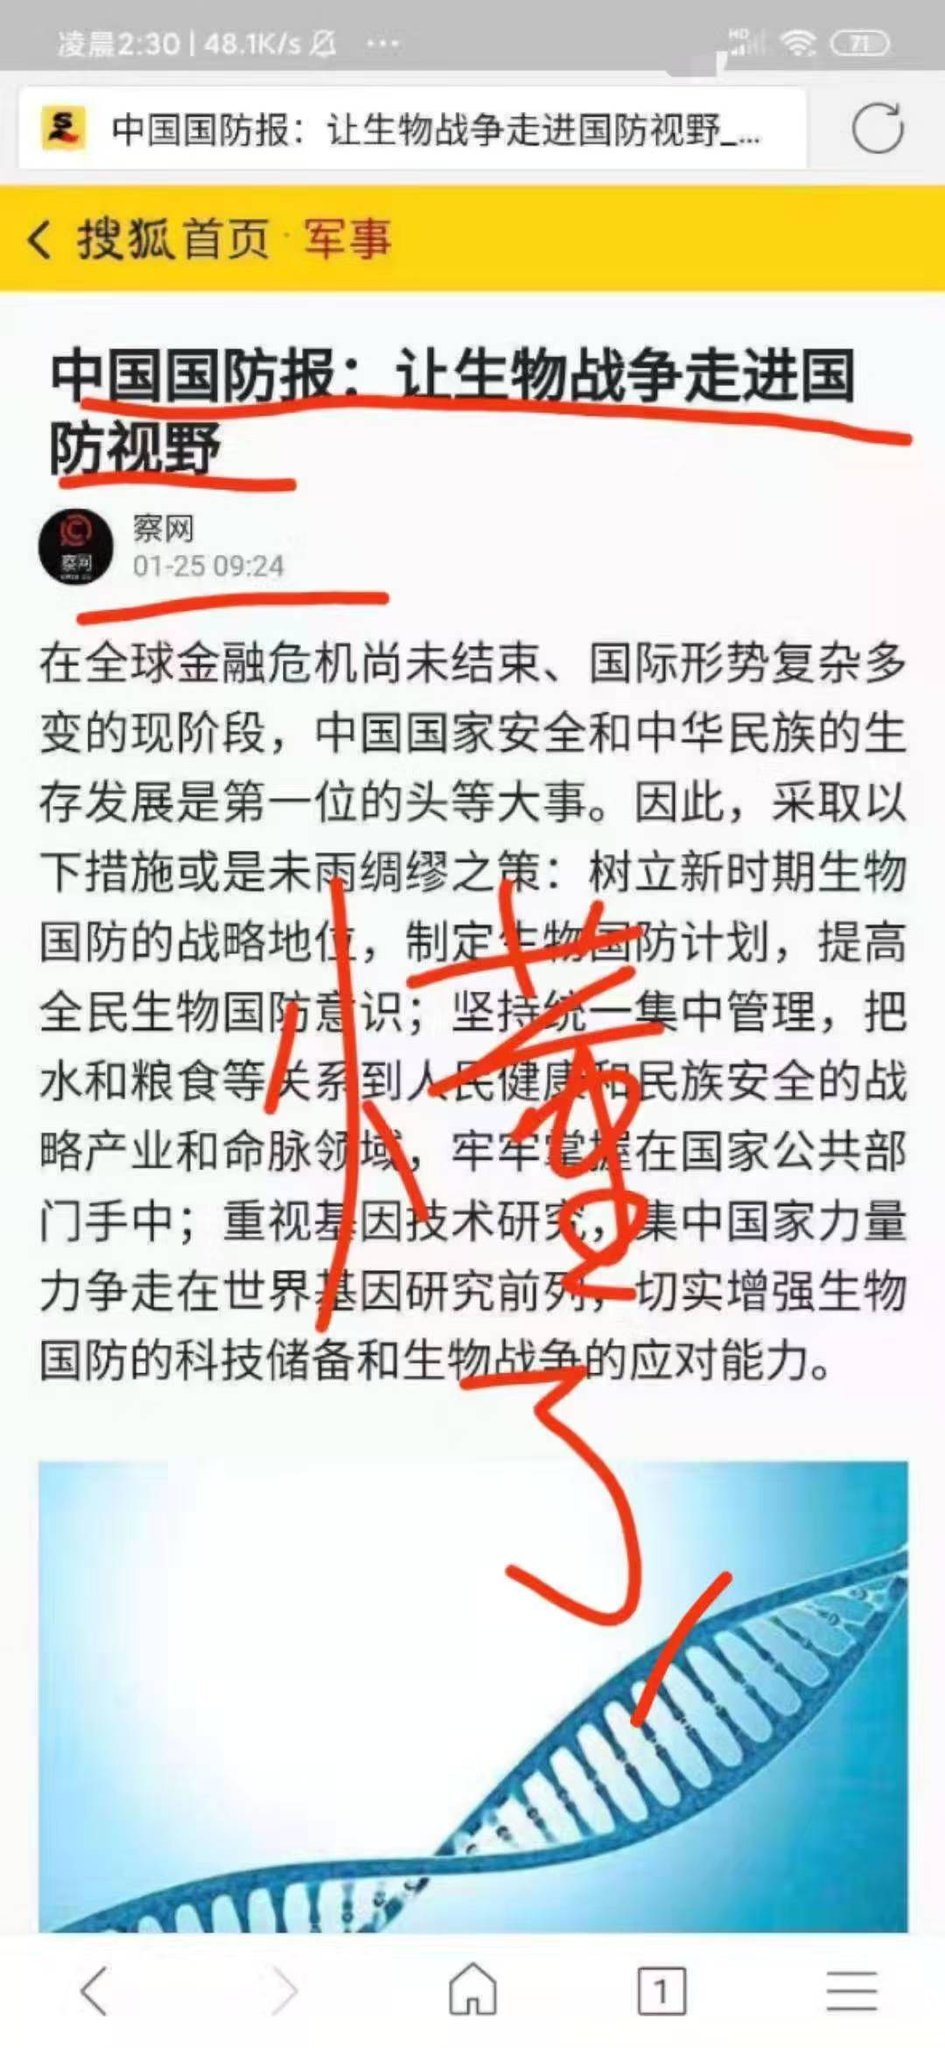 凌晨2:30 | 48.1K/s ...
HD 71
中国国防报：让生物战争走进国防视野_...
搜狐首页·军事
中国国防报：让生物战争走进国
防视野
察网
察网
01-25 09:24
在全球金融危机尚未结束、国际形势复杂多
变的现阶段，中国国家安全和中华民族的生
存发展是第一位的头等大事。因此，采取以
下措施或是未雨绸缪之策：树立新时期生物
国防的战略地位，制定生物国防计划，提高
全民生物国防意识；坚持统一集中管理，把
水和粮食等关系到人民健康和民族安全的战
略产业和命脉领域，牢牢掌握在国家公共部
门手中；重视基因技术研究，集中国家力量
力争走在世界基因研究前列，切实增强生物
国防的科技储备和生物战争的应对能力。
懂
了
1